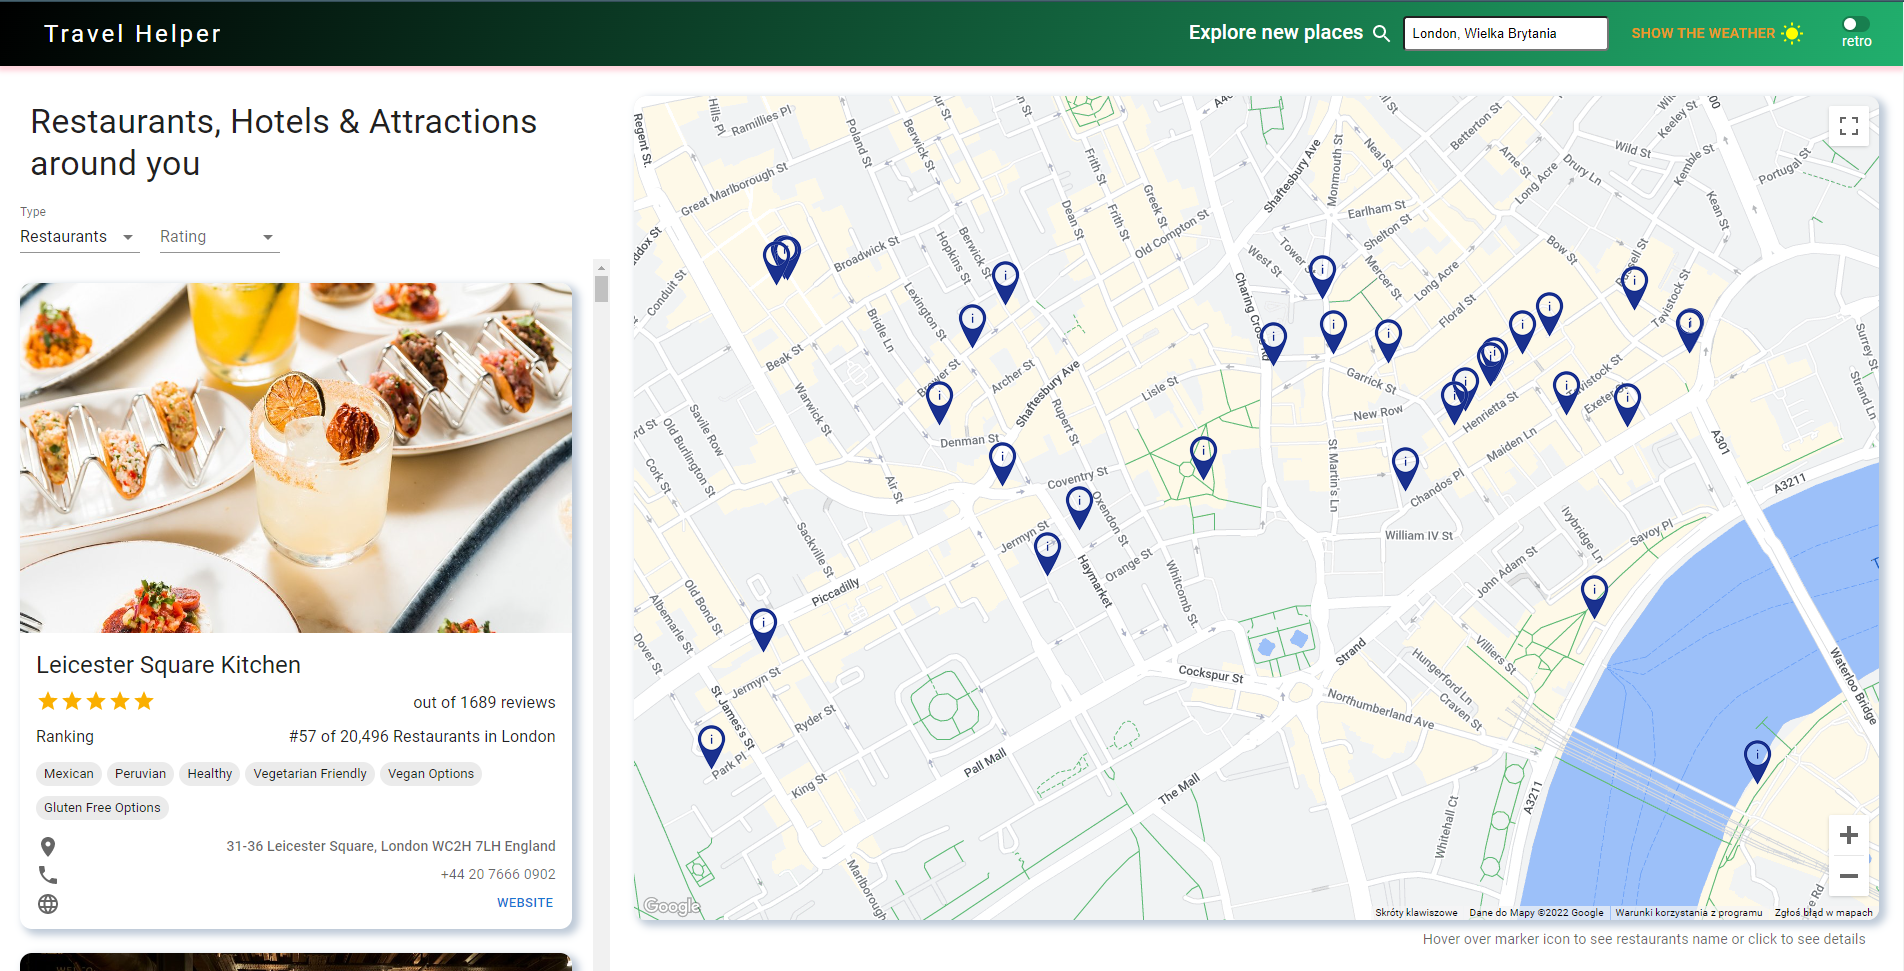 Travel Helper
Explore new places
London, Wielka Brytania
SHOW THE WEATHER
retro
Restaurants, Hotels & Attractions
around you
Type
Restaurants
Rating
Leicester Square Kitchen
out of 1689 reviews
Ranking
#57 of 20,496 Restaurants in London
Mexican
Peruvian
Healthy
Vegetarian Friendly
Vegan Options
Gluten Free Options
31-36 Leicester Square, London WC2H 7LH England
+44 20 7666 0902
WEBSITE
Regent St.
Hills Pl
Ramillies Pl
Poland St
Berwick St
Great Marlborough St
Frith St
Dean St
Frith St
Greek St
Old Compton St
Shaftesbury Ave
Monmouth St
Neal St
Betterton St
Keeley St
Wild St
Kemble St
Drury Ln
Arne St
Long Acre
Portugal St
Kean St
Earlham St
Shelton St
Conduit St
Broadwick St
Hopkins St
Berwick St
Lexington St
Bridle Ln
Beak St
Tower
West St
Mercer St
Long Acre
Floral St
Bow St
Tavistock St
Charing Cross Rd
Surrey St
Strand Ln
Archer St
Shaftesbury Ave
Rupert St
Lisle St
Garrick St
New Row
Henrietta St
Maiden Ln
Exeter
Tavistock St
Warwick St
Savile Row
Old Burlington St
Cork St
Brewer St
Denman St
Air St
Coventry St
Oxendon St
Jermyn St
Haymarket
Orange St
Whitcomb St.
St Martin's Ln
Chandos Pl
William IV St
A301
A3211
Ivybridge Ln
Savoy Pl
John Adam St
Sackville St
Piccadilly
Old Bond St
Albemarle St
Dover St
Jermyn St
St James's St
Ryder St
Park Pl
King St
Pall Mall
The Mall
Marlborough
Cockspur St
Strand
Northumberland Ave
Hungerford Ln
Craven St
Villiers St
Whitehall Ct
A3211
Waterloo Bridge
Google
Skróty klawiszowe
Dane do Mapy ©2022 Google
Warunki korzystania z programu
Zgłoś błąd w mapach
Hover over marker icon to see restaurants name or click to see details